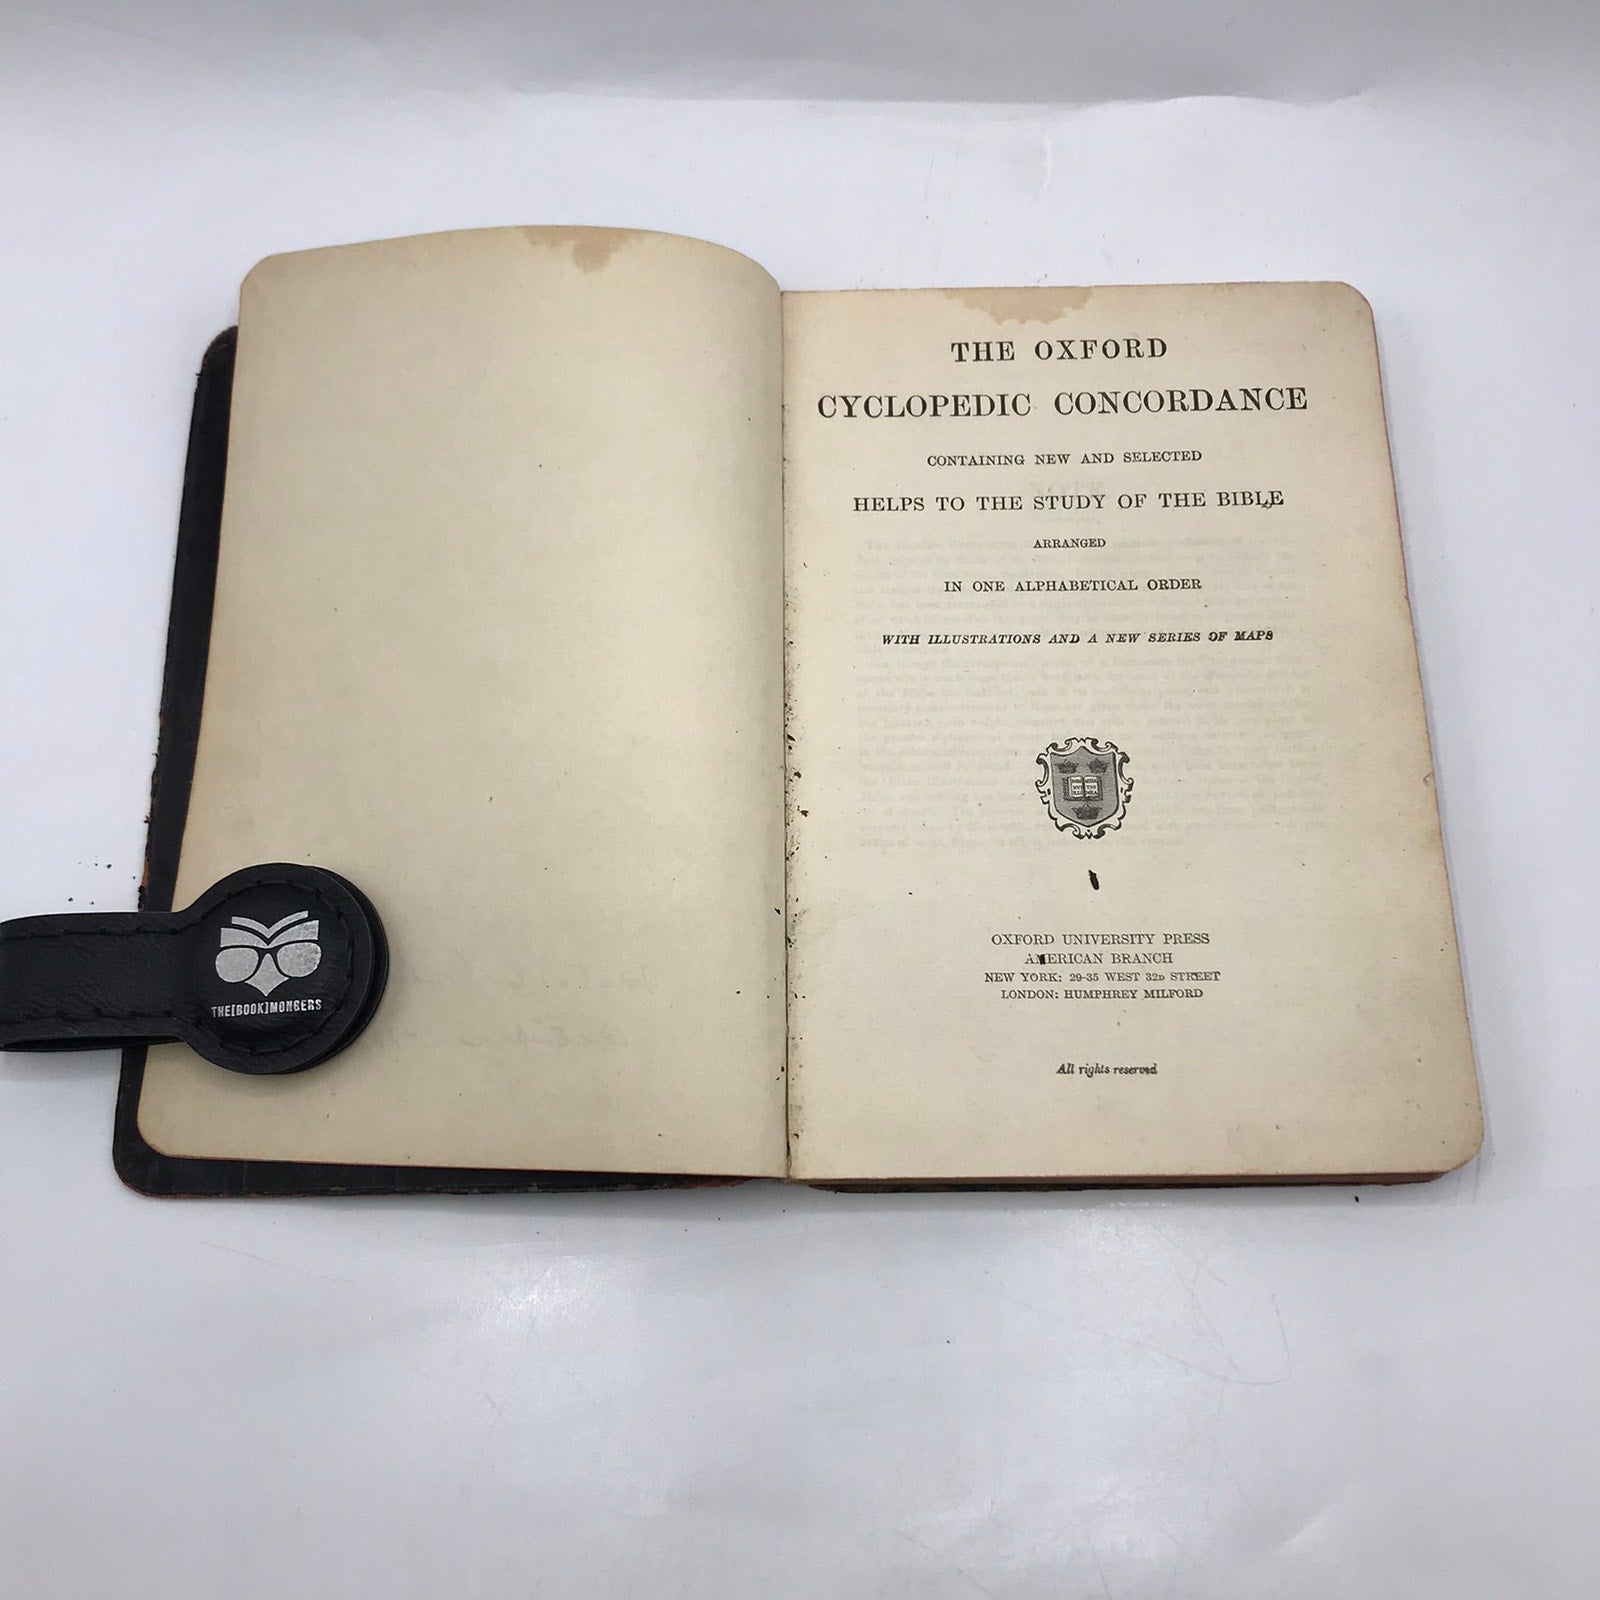 THE OXFORD
CYCLOPEDIC CONCORDANCE
CONTAINING NEW AND SELECTED
HELPS TO THE STUDY OF THE BIBLE
ARRANGED
IN ONE ALPHABETICAL ORDER
WITH ILLUSTRATIONS AND A NEW SERIES OF MAPS
OXFORD UNIVERSITY PRESS
AMERICAN BRANCH
NEW YORK: 29-35 WEST 32D STREET
LONDON: HUMPHREY MILFORD
All rights reserved
THE[BOOK]MONGERS